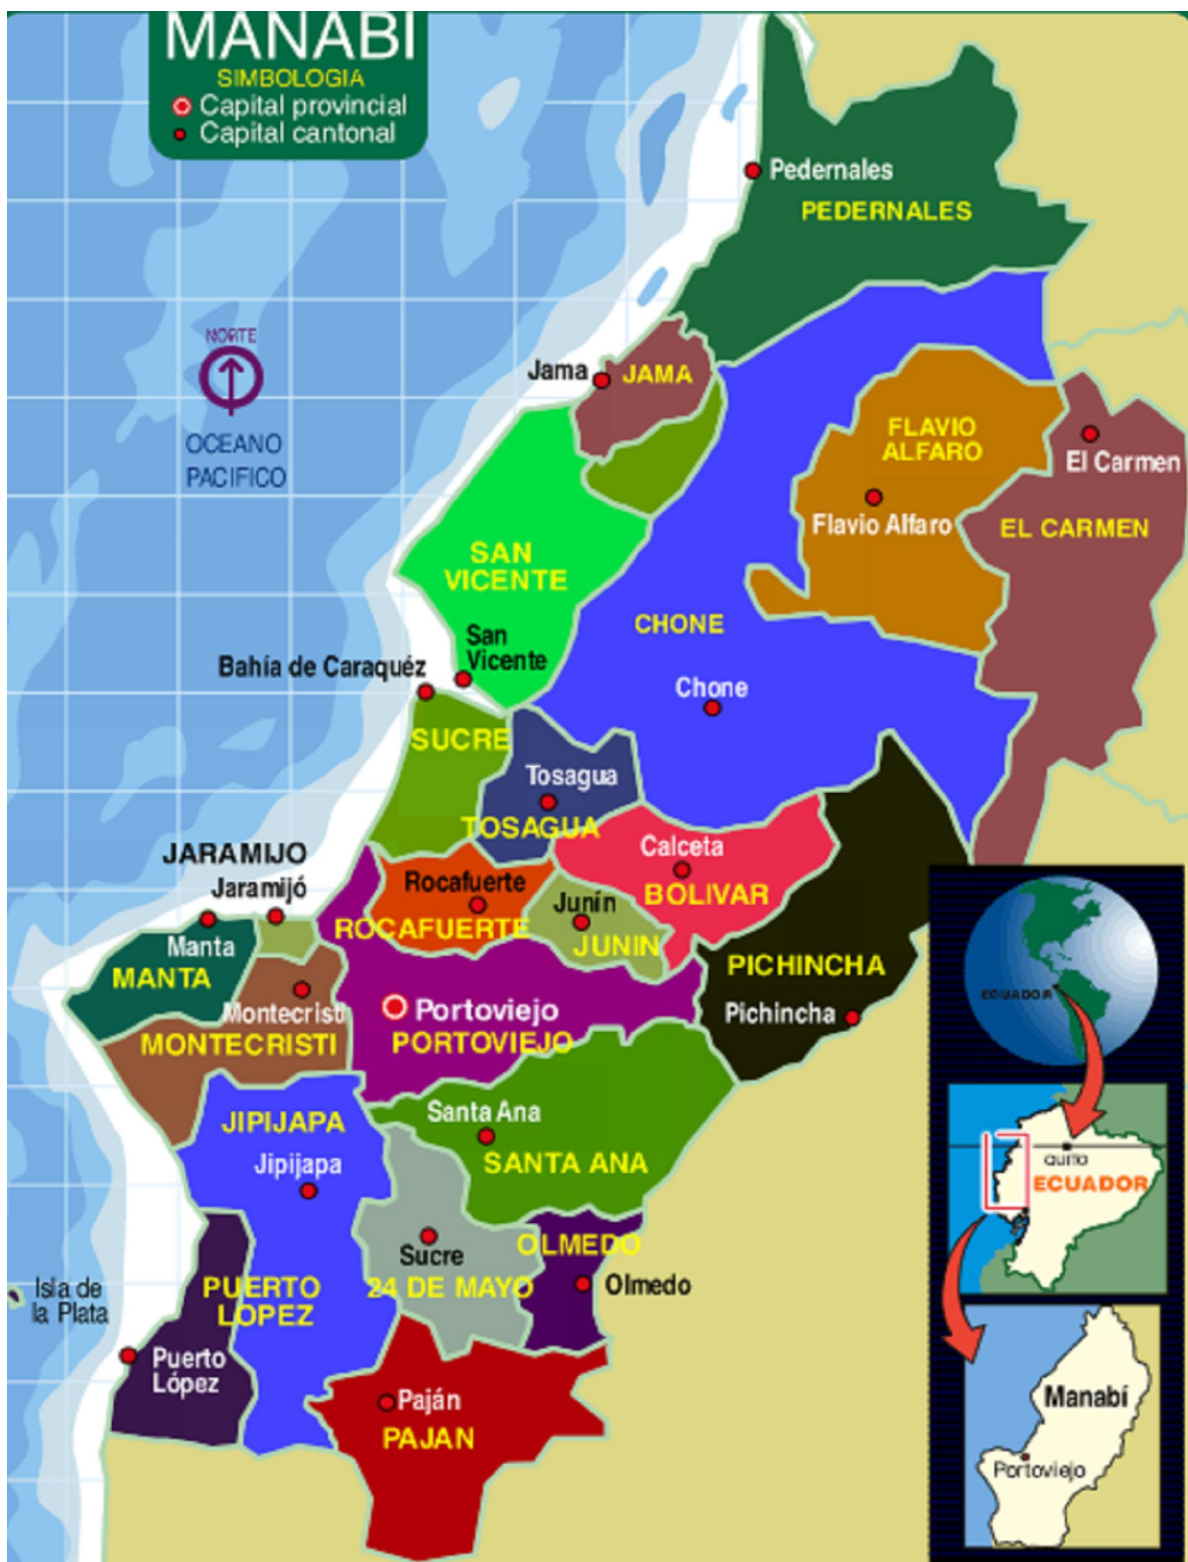 MANABÍ
SIMBOLOGIA
Capital provincial
Capital cantonal
Pedernales
PEDERNALES
NORTE
OCEANO
PACIFICO
Jama
JAMA
FLAVIO
ALFARO
El Carmen
Flavio Alfaro
EL CARMEN
SAN
VICENTE
CHONE
San
Vicente
Bahía de Caraquéz
Chone
SUCRE
Tosagua
TOSAGUA
JARAMIJO
Jaramijó
Calceta
BOLIVAR
Rocafuerte
ROCAFUERTE
Junín
JUNIN
Manta
MANTA
PICHINCHA
Pichincha
Montecristi
MONTECRISTI
Portoviejo
PORTOVIEJO
ECUADOR
Santa Ana
SANTA ANA
JIPIJAPA
Jipijapa
QUITO
ECUADOR
Sucre
24 DE MAYO
OLMEDO
Olmedo
Isla de
la Plata
PUERTO
LOPEZ
Puerto
López
Paján
PAJAN
Manabí
Portoviejo